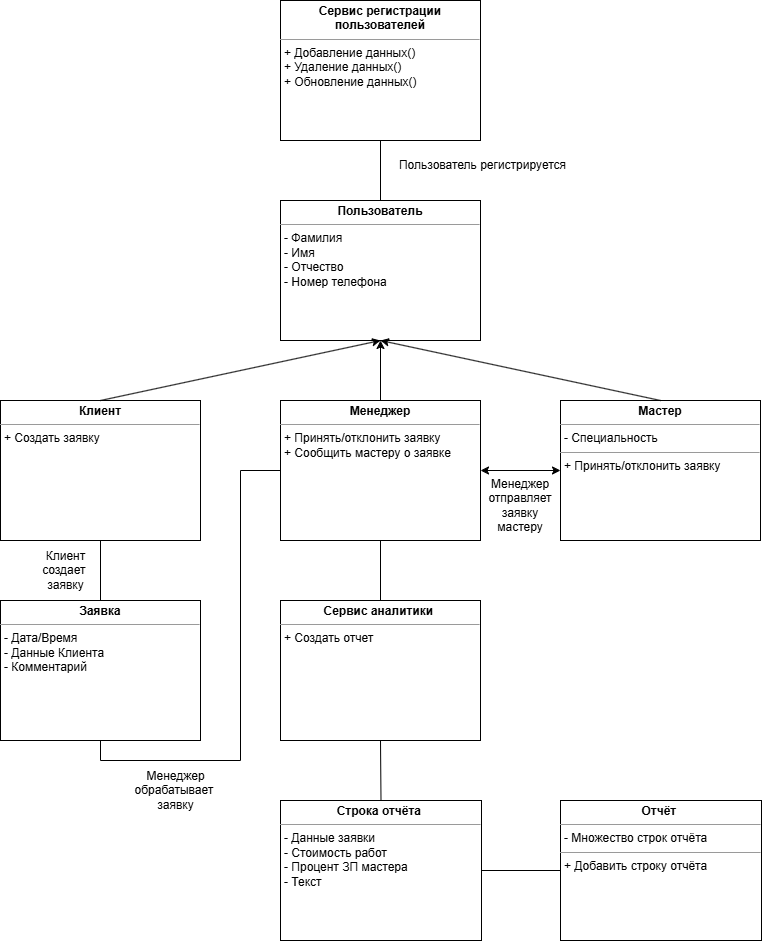 Сервис регистрации
пользователей
+ Добавление данных()
+ Удаление данных()
+ Обновление данных()
Пользователь регистрируется
Пользователь
- Фамилия
- Имя
- Отчество
- Номер телефона
Клиент
+ Создать заявку
Менеджер
+ Принять/отклонить заявку
+ Сообщить мастеру о заявке
Мастер
- Специальность
+ Принять/отклонить заявку
Менеджер
отправляет
заявку
мастеру
Клиент
создает
заявку
Заявка
- Дата/Время
- Данные Клиента
- Комментарий
Сервис аналитики
+ Создать отчет
Менеджер
обрабатывает
заявку
Строка отчёта
- Данные заявки
- Стоимость работ
- Процент ЗП мастера
- Текст
Отчёт
- Множество строк отчёта
+ Добавить строку отчёта